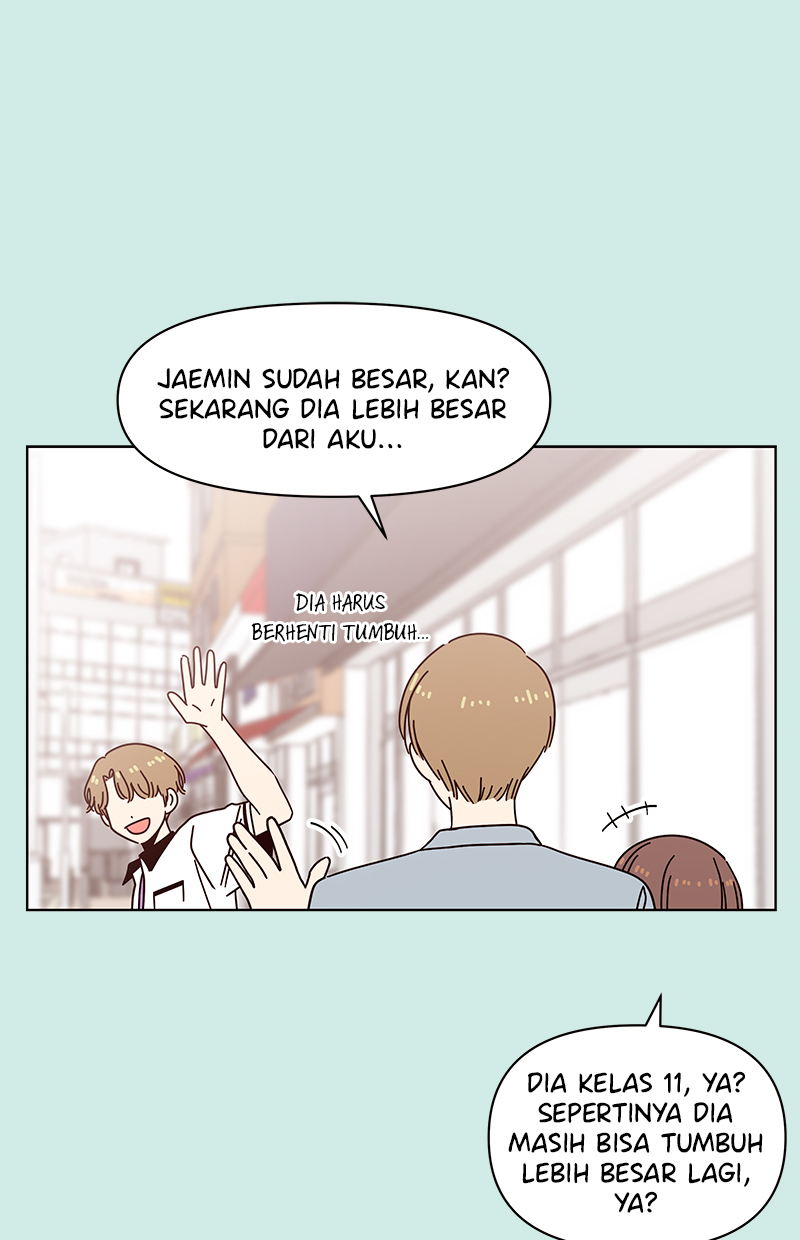 JAEMIN SUDAH BESAR, KAN?
SEKARANG DIA LEBIH BESAR
DARI AKU...
DIA HARUS
BERHENTI TUMBUH...
DIA KELAS 11, YA?
SEPERTINYA DIA
MASIH BISA TUMBUH
LEBIH BESAR LAGI,
YA?